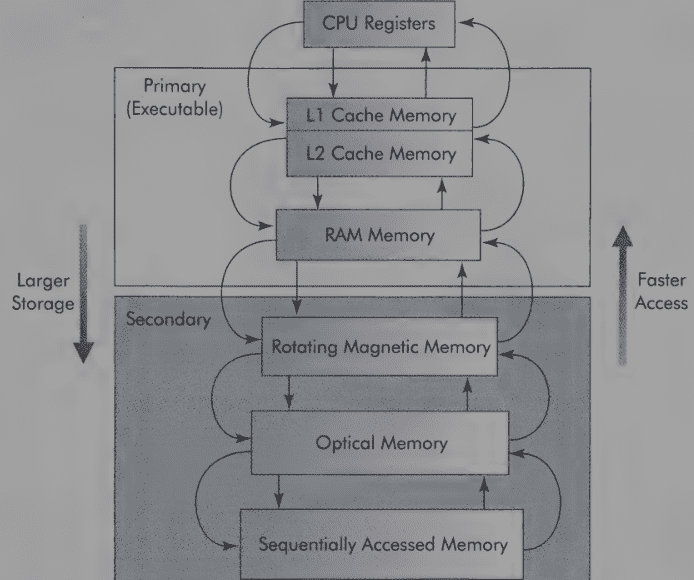 CPU Registers
Primary
(Executable)
L1 Cache Memory
L2 Cache Memory
RAM Memory
Larger
Storage
Faster
Access
Secondary
Rotating Magnetic Memory
Optical Memory
Sequentially Accessed Memory